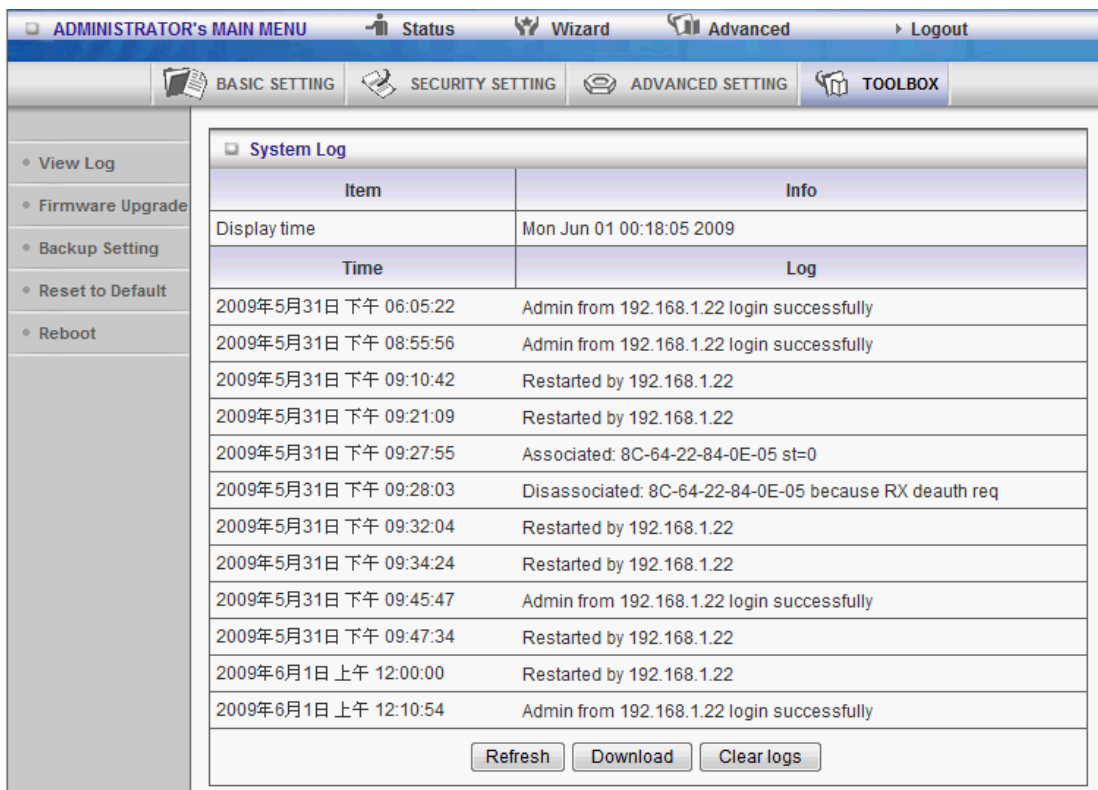 ADMINISTRATOR's MAIN MENU Status Wizard Advanced Logout
BASIC SETTING SECURITY SETTING ADVANCED SETTING TOOLBOX
View Log
Firmware Upgrade
Backup Setting
Reset to Default
Reboot
System Log
Item Info
Display time Mon Jun 01 00:18:05 2009
Time Log
2009年5月31日 下午 06:05:22 Admin from 192.168.1.22 login successfully
2009年5月31日 下午 08:55:56 Admin from 192.168.1.22 login successfully
2009年5月31日 下午 09:10:42 Restarted by 192.168.1.22
2009年5月31日 下午 09:21:09 Restarted by 192.168.1.22
2009年5月31日 下午 09:27:55 Associated: 8C-64-22-84-0E-05 st=0
2009年5月31日 下午 09:28:03 Disassociated: 8C-64-22-84-0E-05 because RX deauth req
2009年5月31日 下午 09:32:04 Restarted by 192.168.1.22
2009年5月31日 下午 09:34:24 Restarted by 192.168.1.22
2009年5月31日 下午 09:45:47 Admin from 192.168.1.22 login successfully
2009年5月31日 下午 09:47:34 Restarted by 192.168.1.22
2009年6月1日 上午 12:00:00 Restarted by 192.168.1.22
2009年6月1日 上午 12:10:54 Admin from 192.168.1.22 login successfully
Refresh Download Clear logs